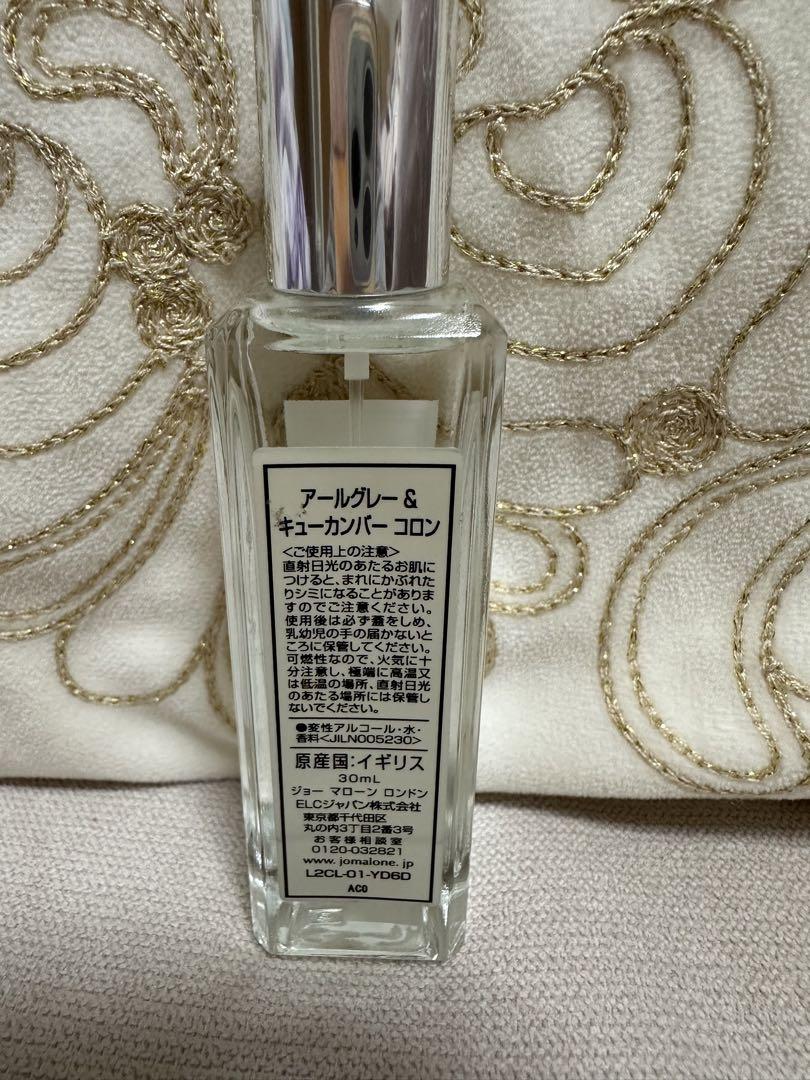 アールグレー &
キューカンバー コロン
<ご使用上の注意>
直射日光のあたるお肌に
つけると、まれにかぶれた
りシミになることがありま
すのでご注意ください。
使用後は必ず蓋をしめ、
乳幼児の手の届かないと
ころに保管してください。
可燃性なので、火気に十
分注意し、極端に高温又
は低温の場所、直射日光
のあたる場所には保管し
ないでください。
●変性アルコール・水・
香料<JILN005230>
原産国:イギリス
30mL
ジョー マローン ロンドン
ELCジャパン株式会社
東京都千代田区
丸の内3丁目2番3号
お客様相談室
0120-032821
www.jomalone.jp
L2CL-01-YD6D
AC0